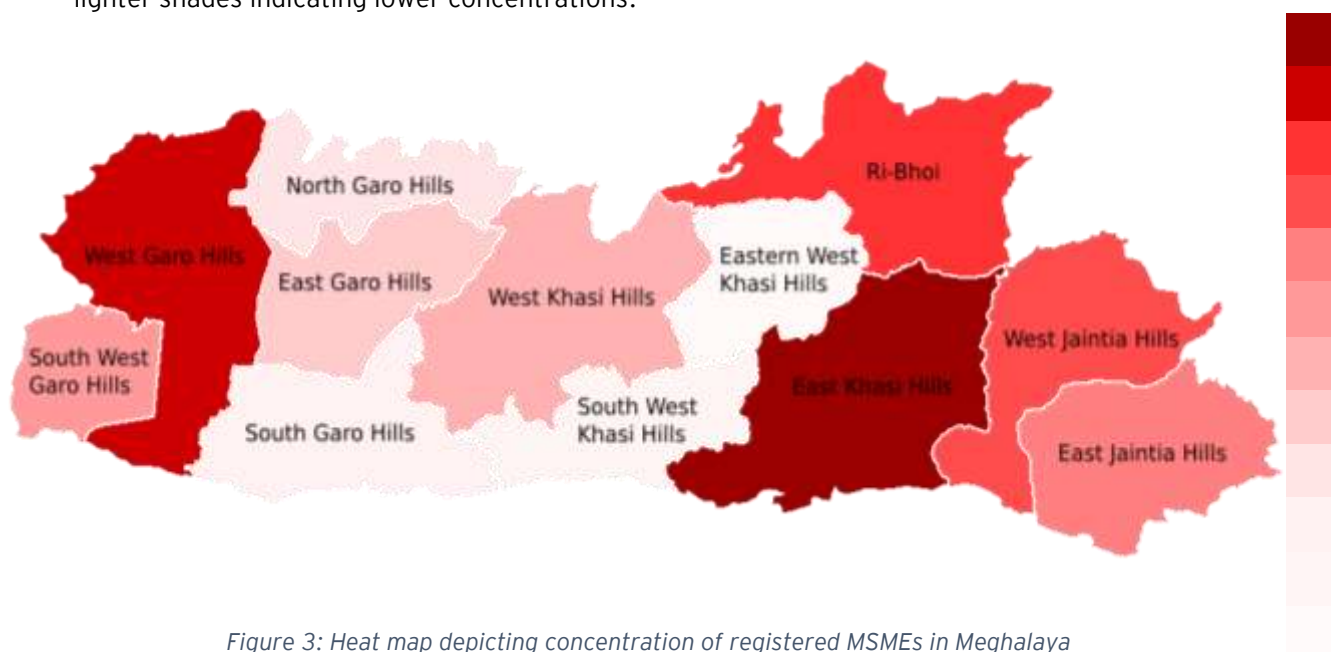 lighter shades indicating lower concentrations.
Ri-Bhoi
North Garo Hills
West Garo Hills
Eastern West
Khasi Hills
East Garo Hills
West Khasi Hills
West Jaintia Hills
South West
Garo Hills
East Khasi Hills
South West
Khasi Hills
South Garo Hills
East Jaintia Hills
Figure 3: Heat map depicting concentration of registered MSMEs in Meghalaya